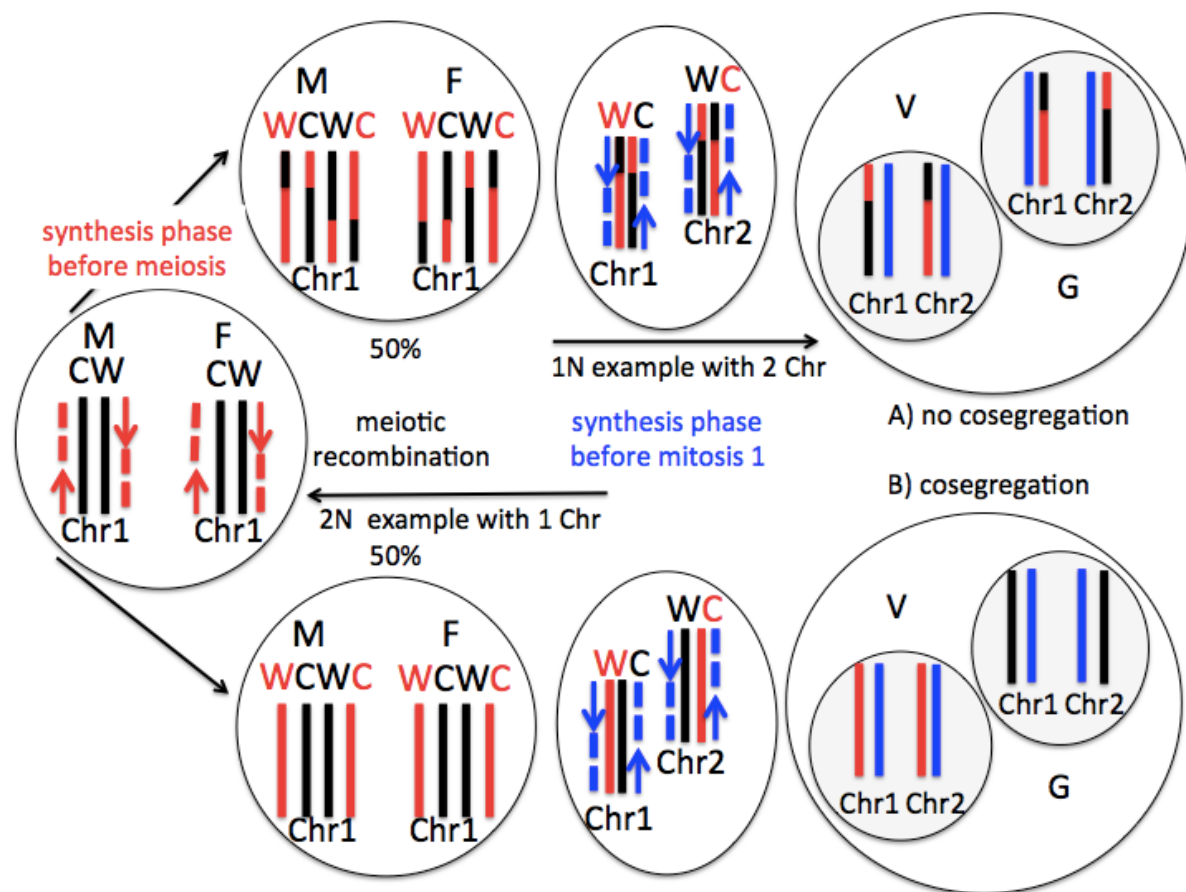 M F
WCWC WCWC
Chr1
WC
WC
Chr1
Chr2
V
Chr1 Chr2
Chr1 Chr2
G
synthesis phase
before meiosis
50%
1N example with 2 Chr
M F
CW CW
Chr1 Chr1
meiotic
recombination
synthesis phase
before mitosis 1
A) no cosegregation
B) cosegregation
2N example with 1 Chr
50%
M F
WCWC WCWC
Chr1 Chr1
WC
WC
Chr1
Chr2
V
Chr1 Chr2
Chr1 Chr2
G